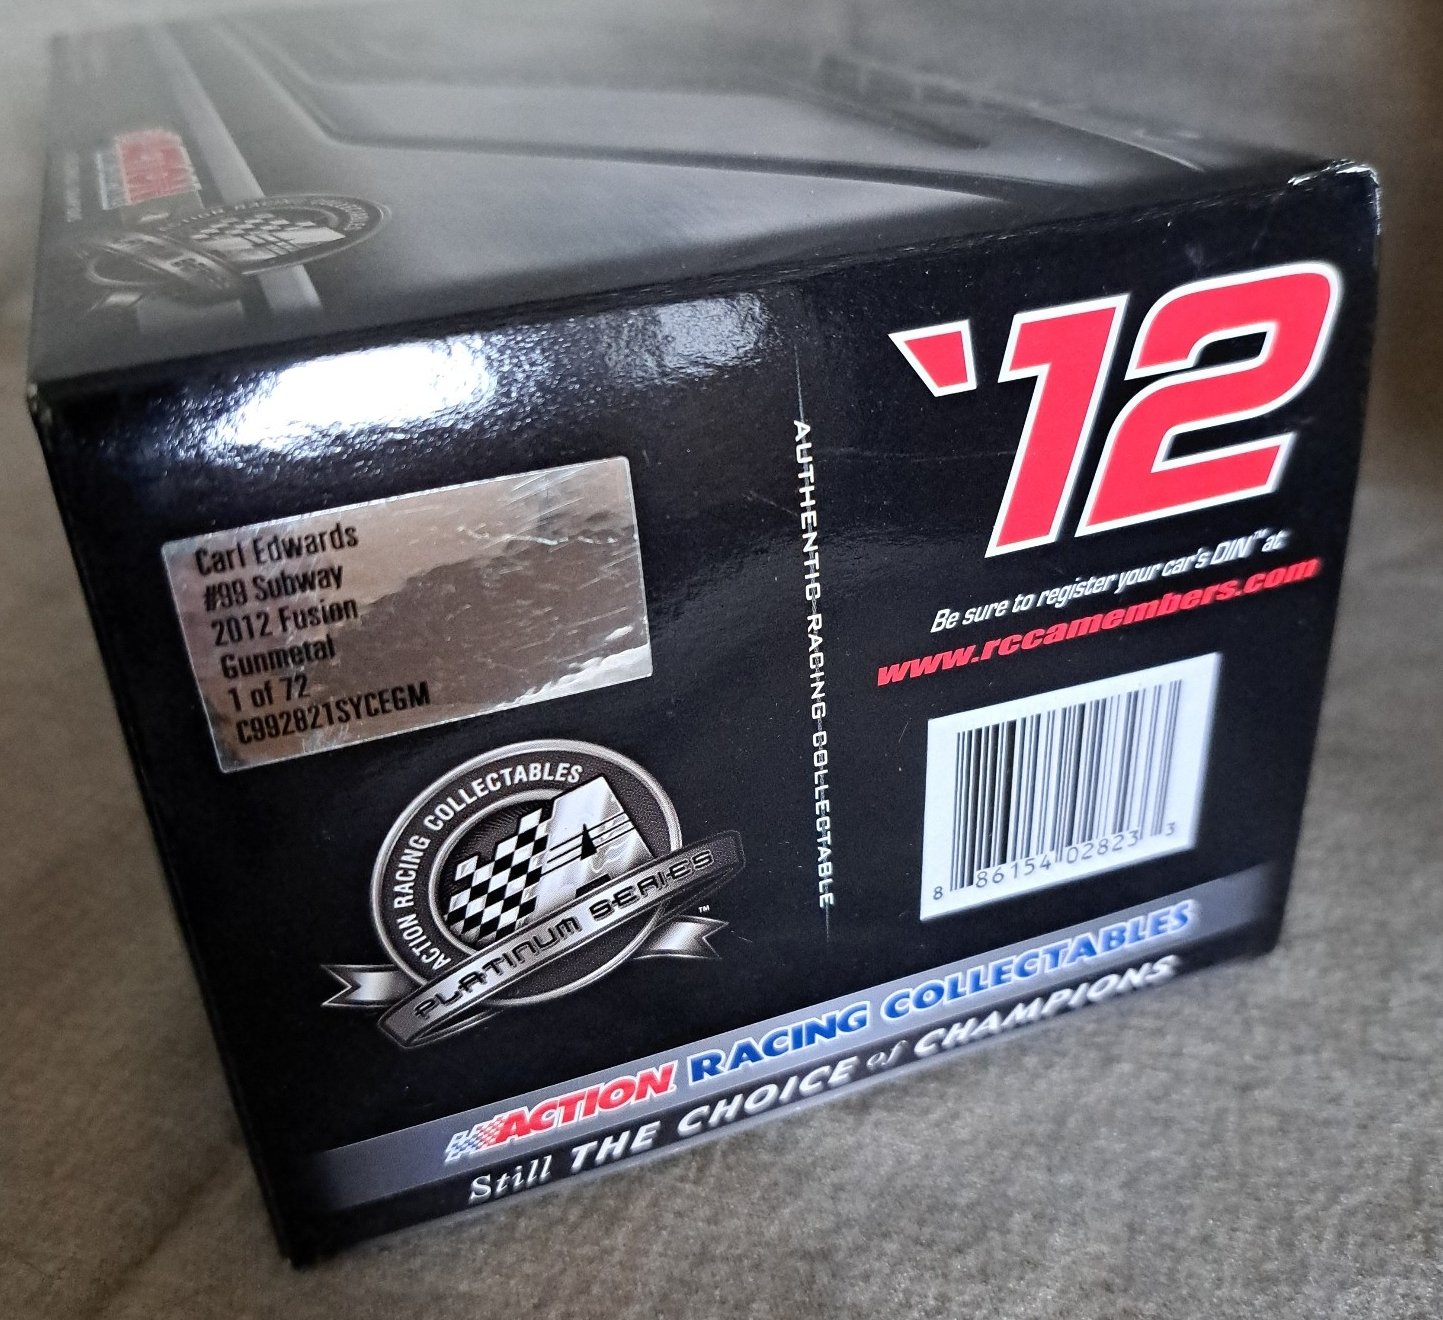 Carl Edwards
#99 Subway
2012 Fusion
Gunmetal
1 of 72
C992821SYCEGM
ACTION RACING COLLECTABLES
PLATINUM SERIES
TM
AUTHENTIC RACING COLLECTABLE
'12
Be sure to register your car's DIN™ at:
www.rccamembers.com
8 86154 02823 3
ACTION RACING COLLECTABLES
Still THE CHOICE of CHAMPIONS